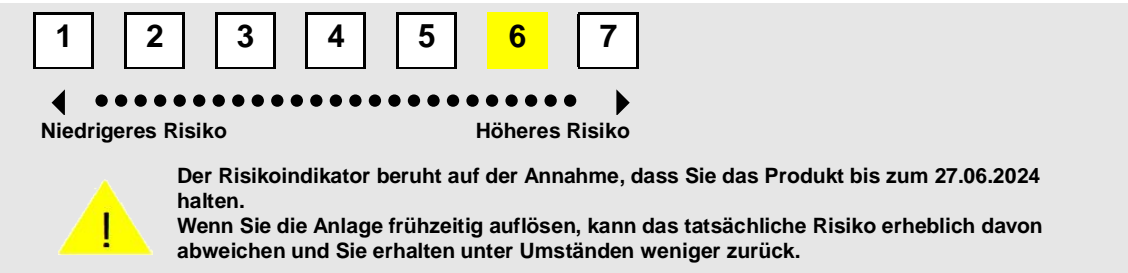 1 2 3 4 5 6 7
Niedrigeres Risiko Höheres Risiko
!
Der Risikoindikator beruht auf der Annahme, dass Sie das Produkt bis zum 27.06.2024
halten.
Wenn Sie die Anlage frühzeitig auflösen, kann das tatsächliche Risiko erheblich davon
abweichen und Sie erhalten unter Umständen weniger zurück.